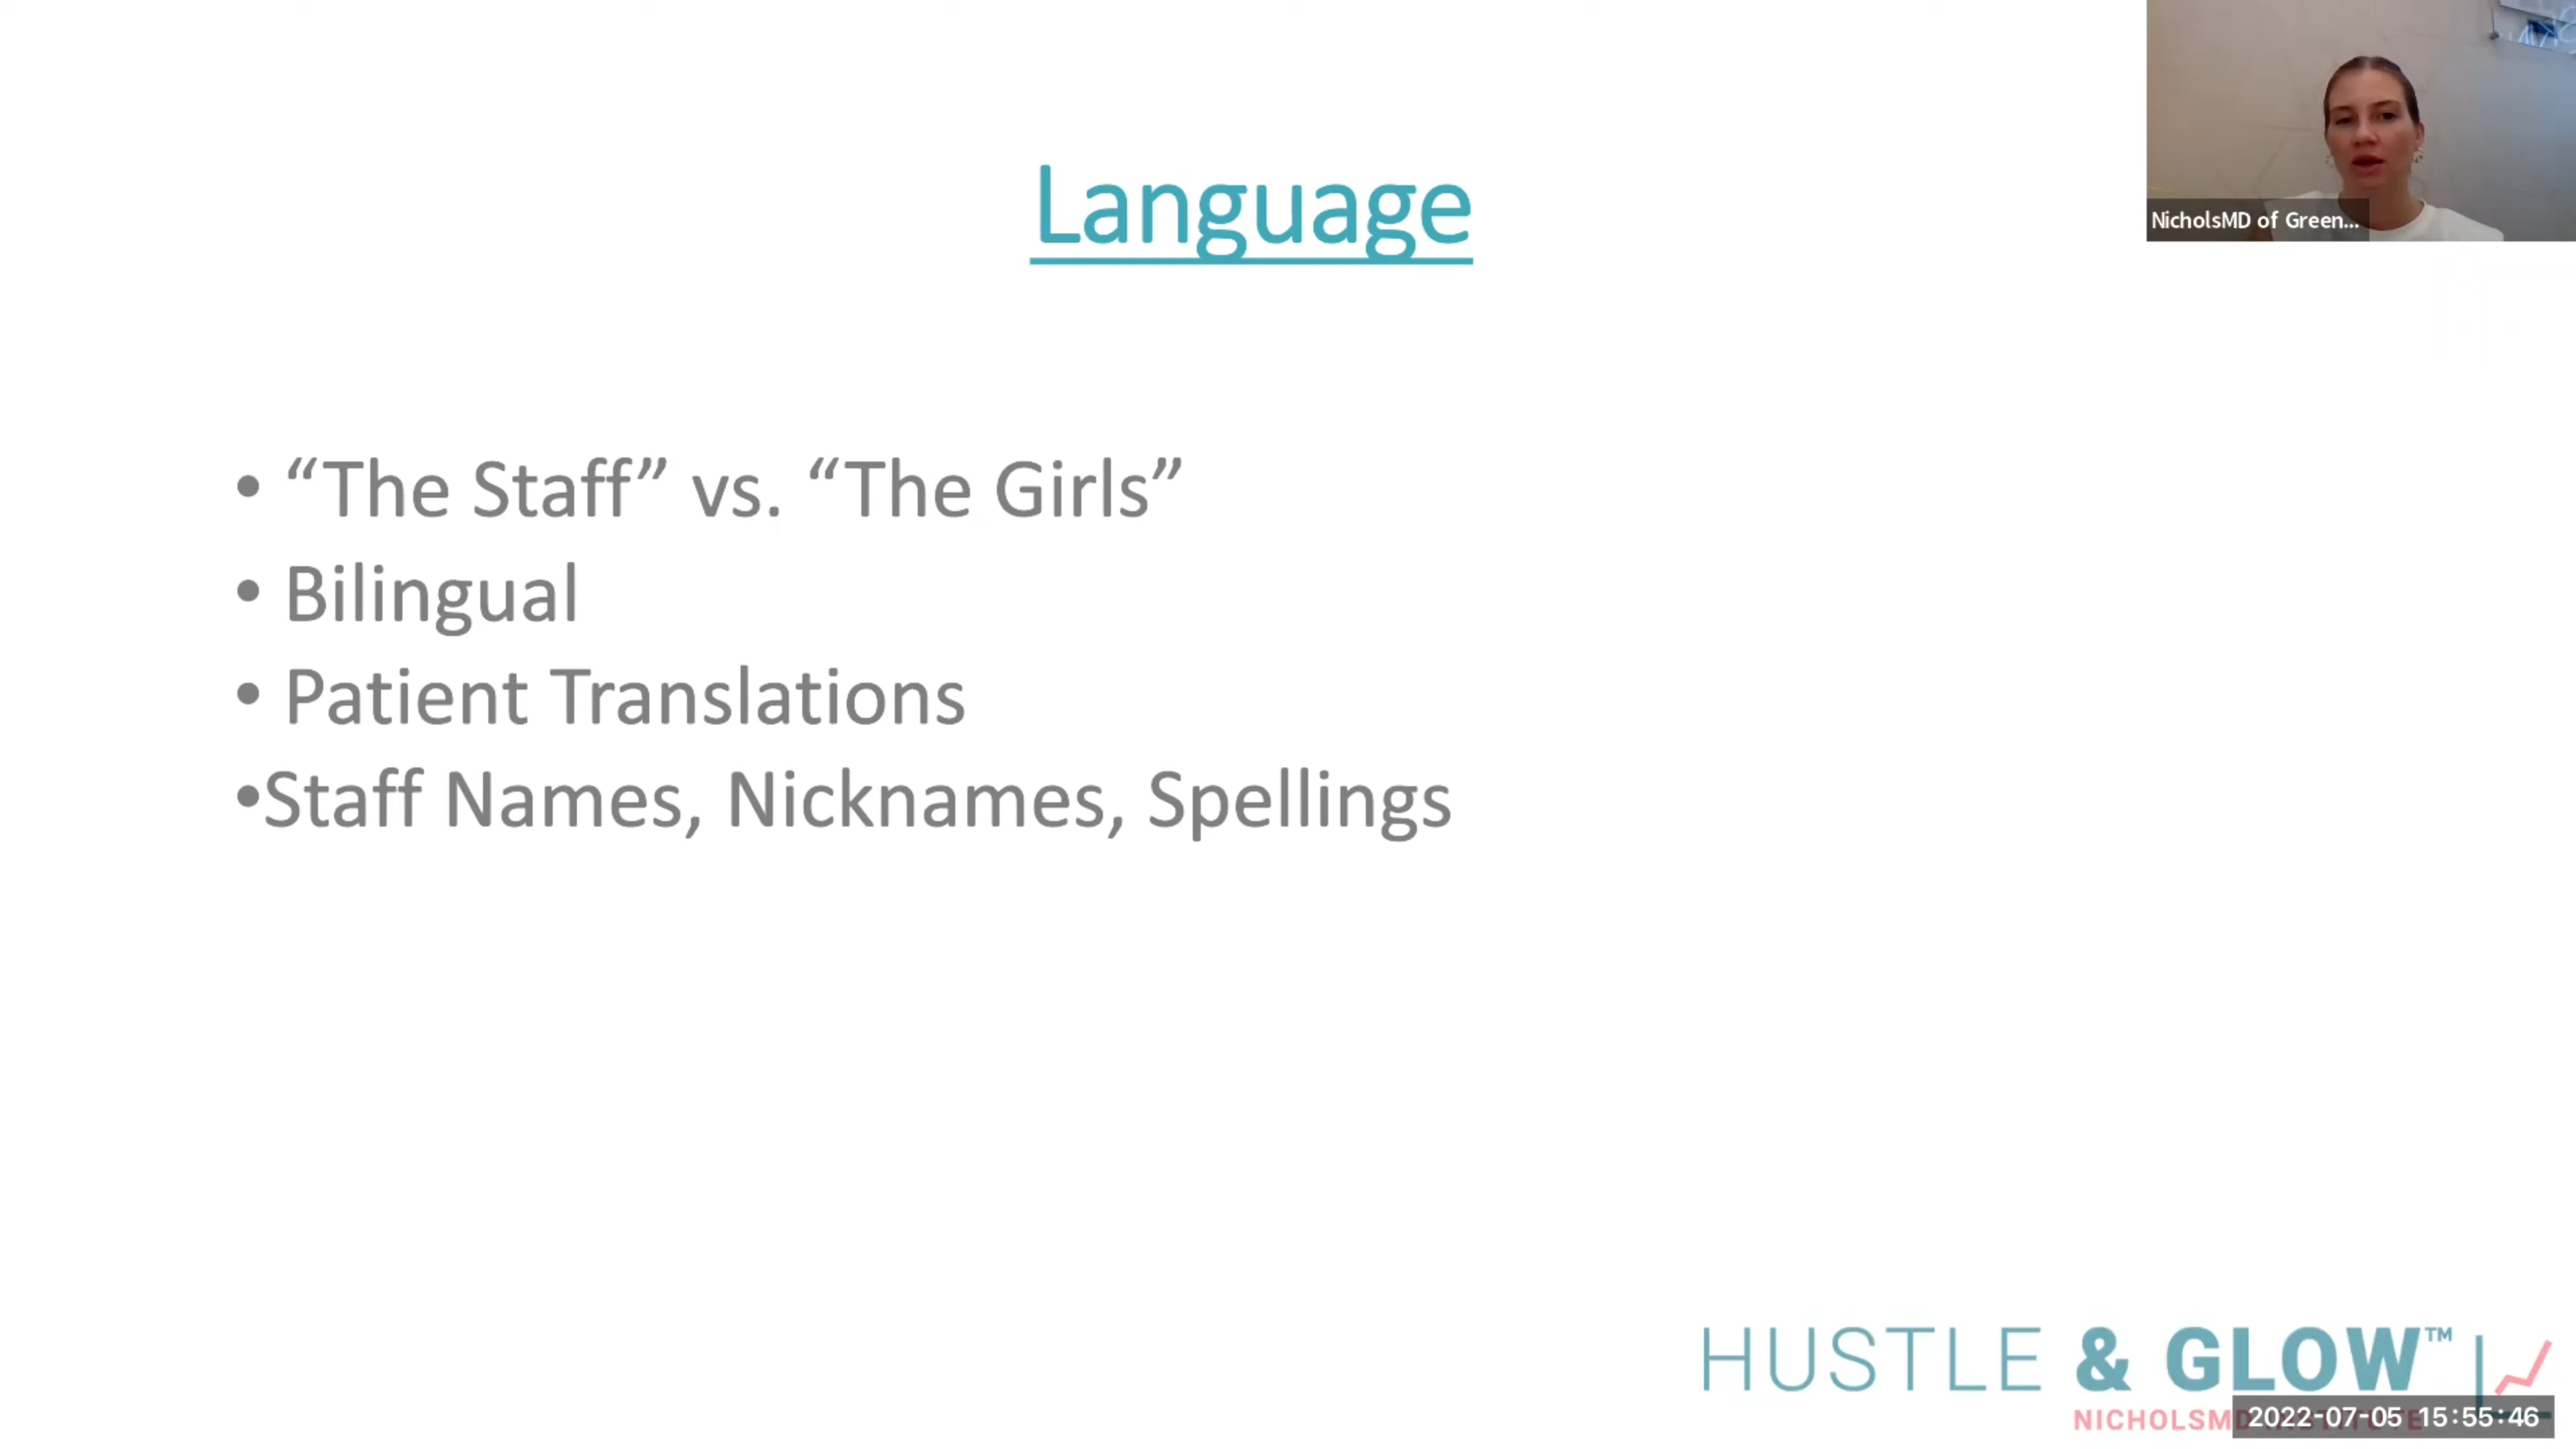 Language
NicholsMD of Green...
• “The Staff” vs. “The Girls”
• Bilingual
• Patient Translations
•Staff Names, Nicknames, Spellings
HUSTLE & GLOW™
2022-07-05 15:55:46